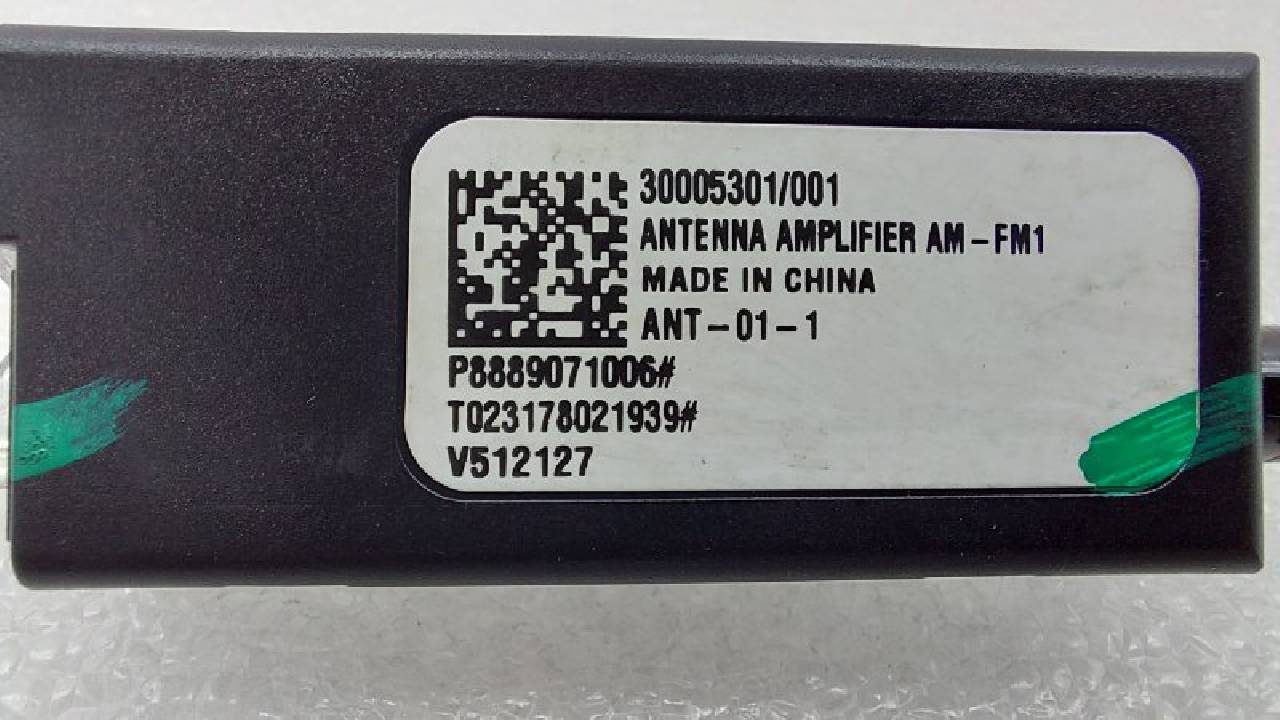 30005301/001
ANTENNA AMPLIFIER AM-FM1
MADE IN CHINA
ANT-01-1
P8889071006#
T023178021939#
V512127